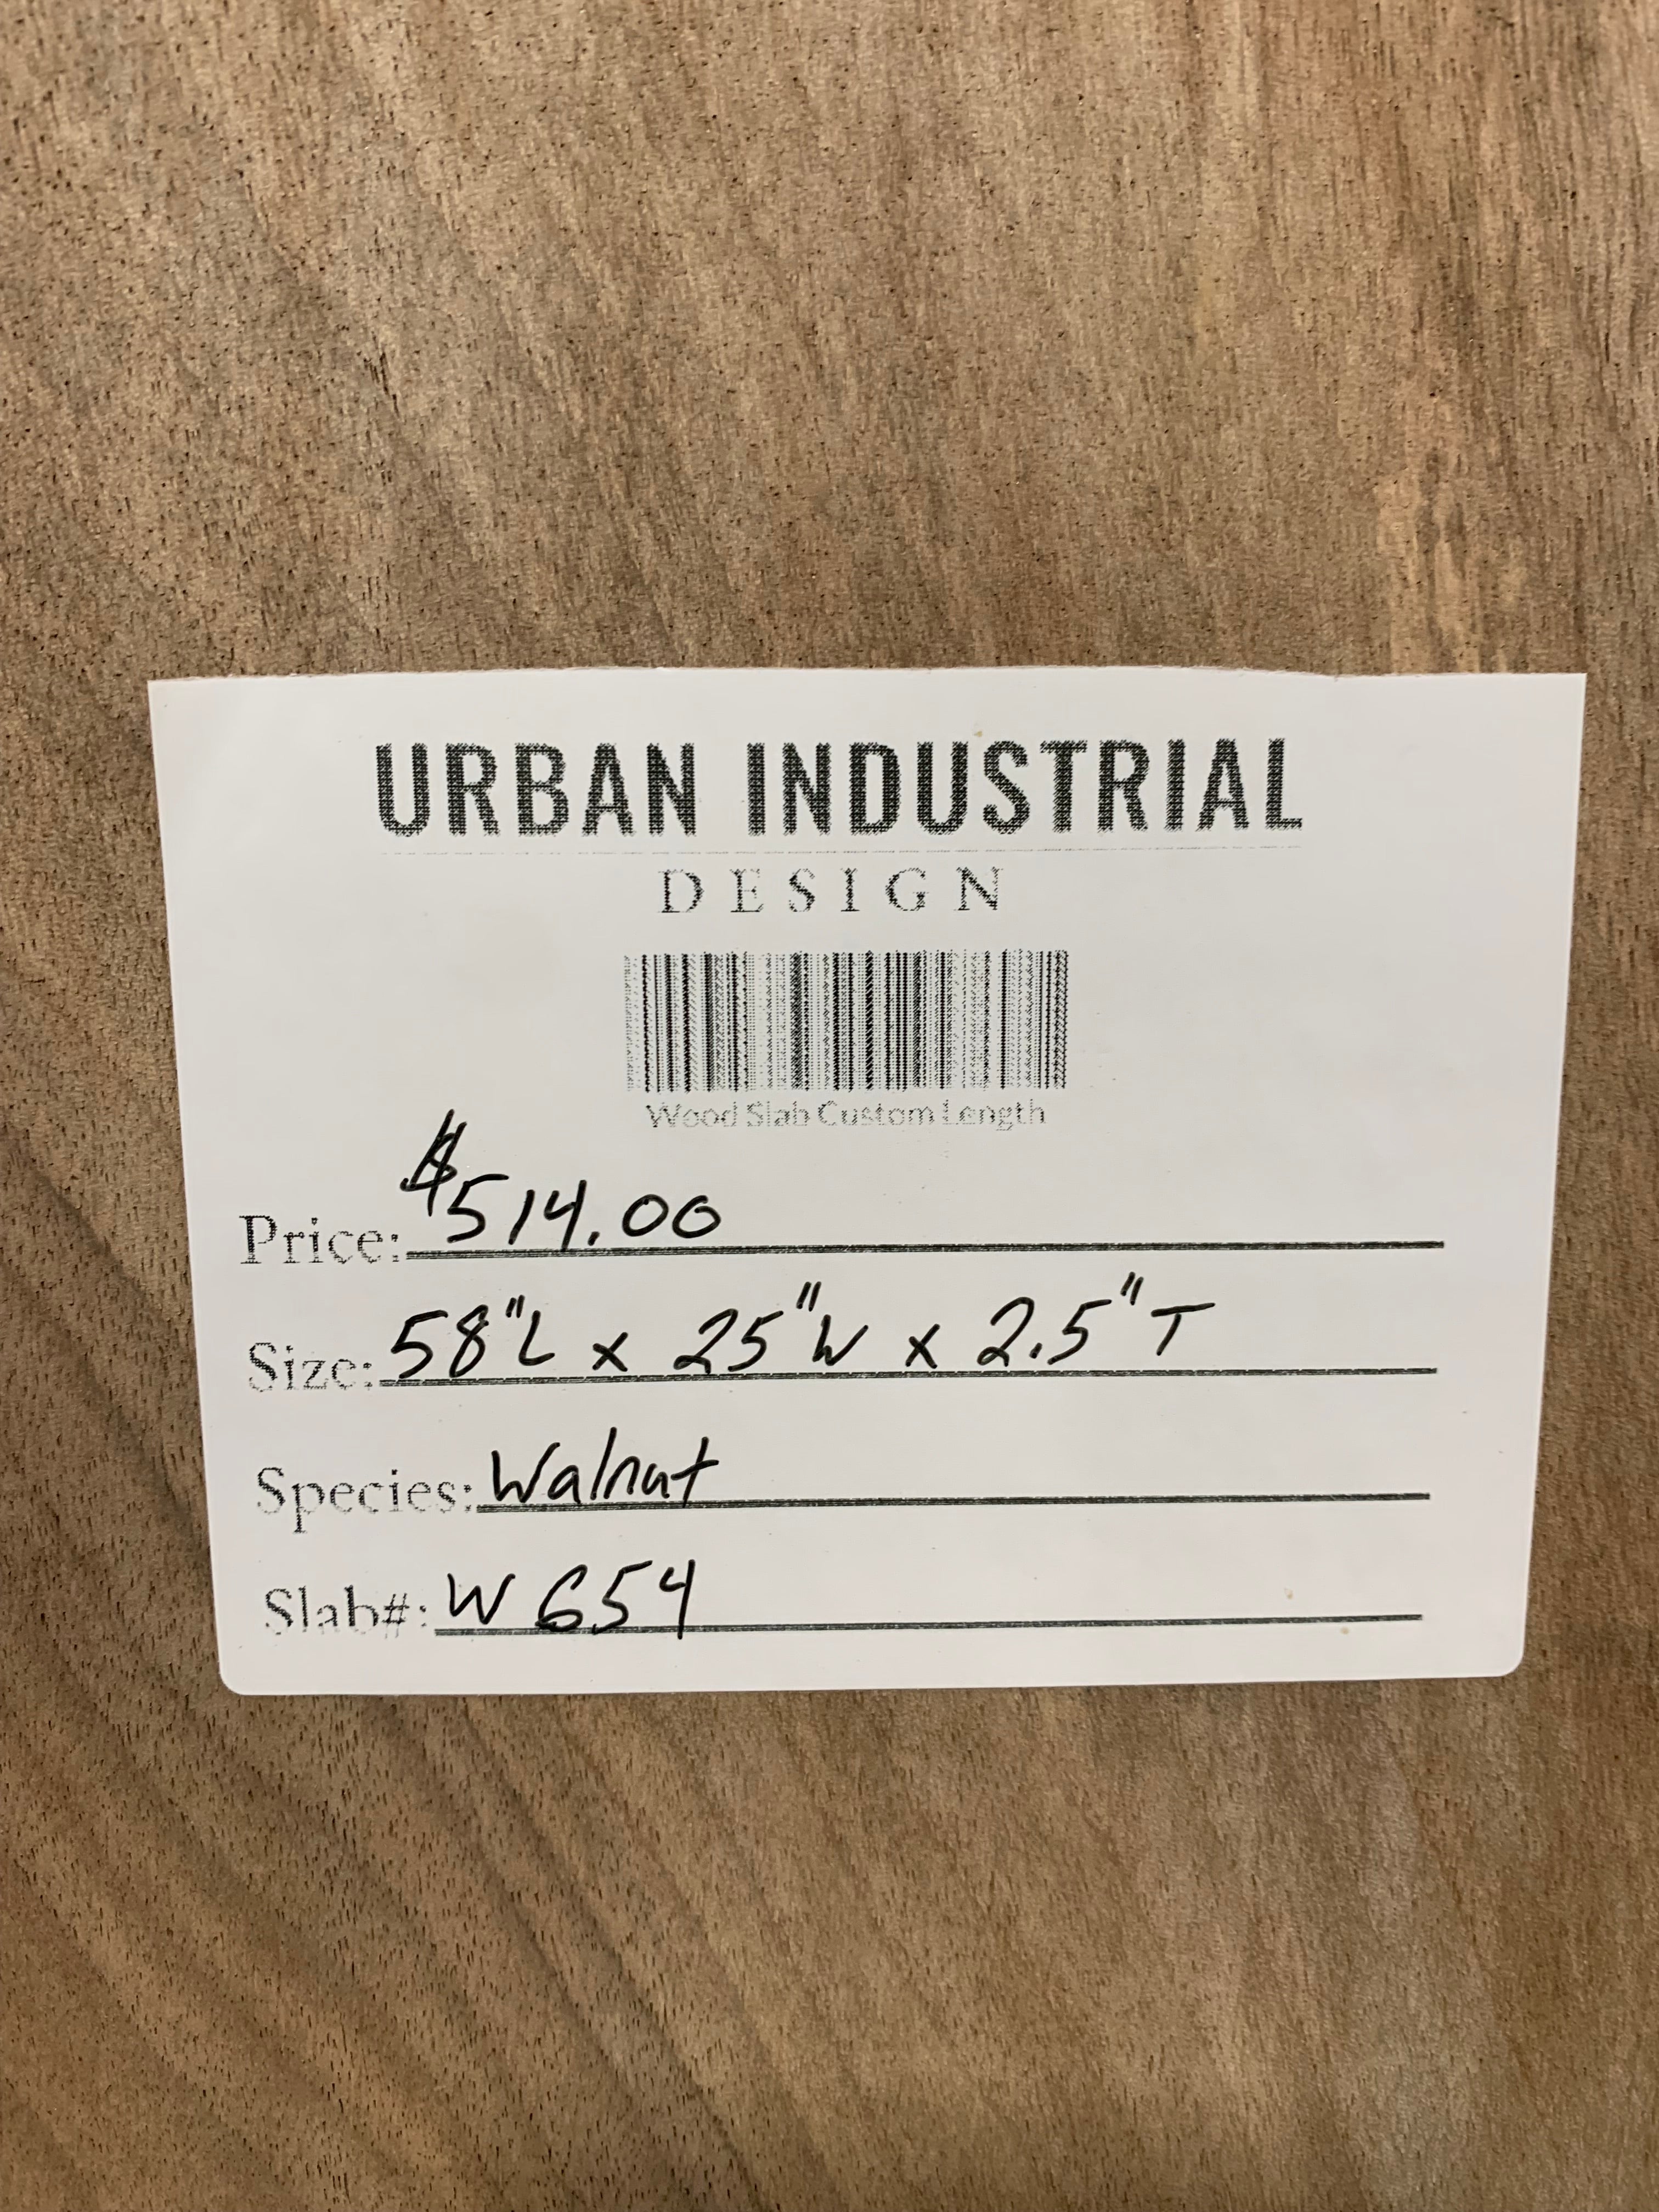 URBAN INDUSTRIAL
DESIGN
Wood Slab Custom Length
Price: $514.00
Size: 58"L x 25"W x 2.5"T
Species: Walnut
Slab#: W654